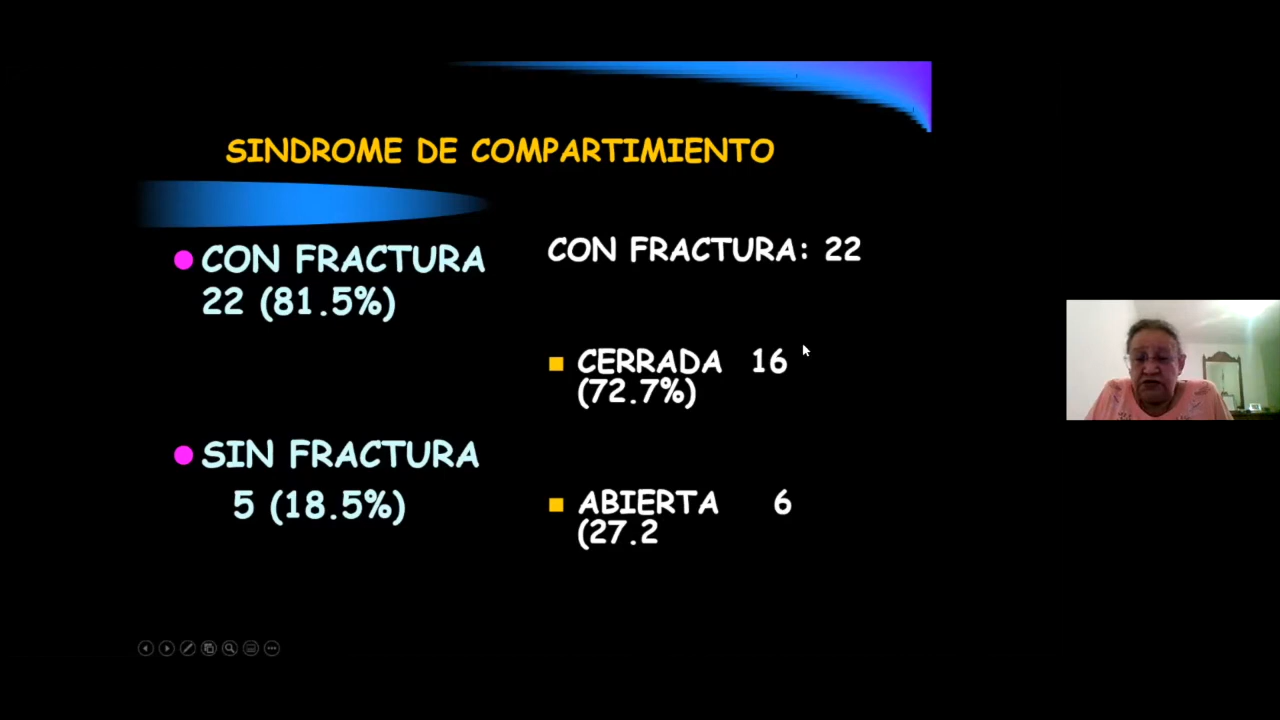 SINDROME DE COMPARTIMIENTO
CON FRACTURA
22 (81.5%)
SIN FRACTURA
5 (18.5%)
CON FRACTURA: 22
CERRADA 16
(72.7%)
ABIERTA 6
(27.2